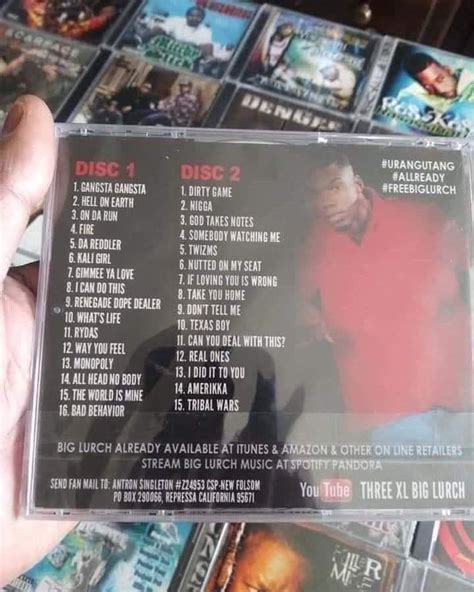 SCARFACE
DENGEE
DISC 1
1. GANGSTA GANGSTA
2. HELL ON EARTH
3. ON DA RUN
4. FIRE
5. DA REDDLER
6. KALI GIRL
7. GIMMEE YA LOVE
8. I CAN DO THIS
9. RENEGADE DOPE DEALER
10. WHAT'S LIFE
11. RYDAS
12. WAY YOU FEEL
13. MONOPOLY
14. ALL HEAD NO BODY
15. THE WORLD IS MINE
16. BAD BEHAVIOR
DISC 2
1. DIRTY GAME
2. NIGGA
3. GOD TAKES NOTES
4. SOMEBODY WATCHING ME
5. TWIZMS
6. NUTTED ON MY SEAT
7. IF LOVING YOU IS WRONG
8. TAKE YOU HOME
9. DON'T TELL ME
10. TEXAS BOY
11. CAN YOU DEAL WITH THIS?
12. REAL ONES
13. I DID IT TO YOU
14. AMERIKKA
15. TRIBAL WARS
#URANGUTANG
#ALLREADY
#FREEBIGLURCH
BIG LURCH ALREADY AVAILABLE AT ITUNES & AMAZON & OTHER ON LINE RETAILERS
STREAM BIG LURCH MUSIC AT SPOTIFY PANDORA
SEND FAN MAIL TO: ANTRON SINGLETON #Z24953 CSP-NEW FOLSOM
PO BOX 290066, REPRESSA CALIFORNIA 95671
YouTube THREE XL BIG LURCH